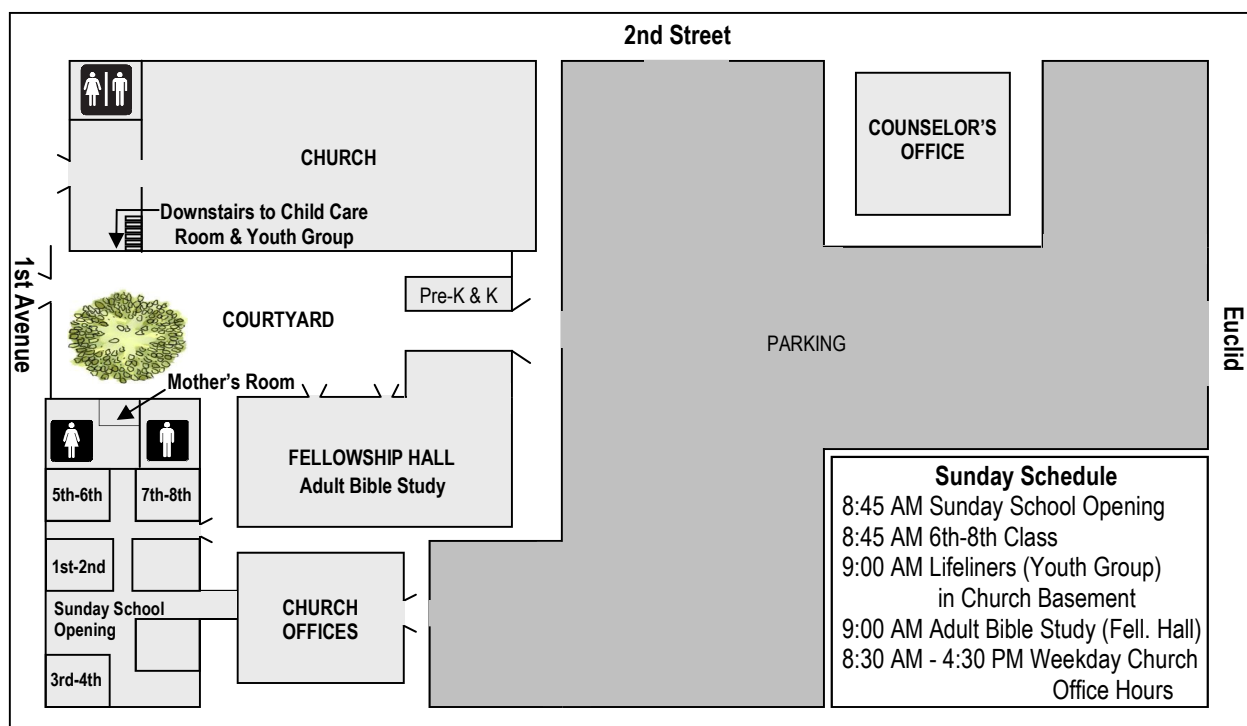 2nd Street
CHURCH
COUNSELOR'S
OFFICE
Downstairs to Child Care
Room & Youth Group
1st Avenue
Pre-K & K
COURTYARD
PARKING
Euclid
Mother's Room
FELLOWSHIP HALL
Adult Bible Study
5th-6th
7th-8th
1st-2nd
Sunday School
Opening
3rd-4th
CHURCH
OFFICES
Sunday Schedule
8:45 AM Sunday School Opening
8:45 AM 6th-8th Class
9:00 AM Lifeliners (Youth Group)
in Church Basement
9:00 AM Adult Bible Study (Fell. Hall)
8:30 AM - 4:30 PM Weekday Church
Office Hours